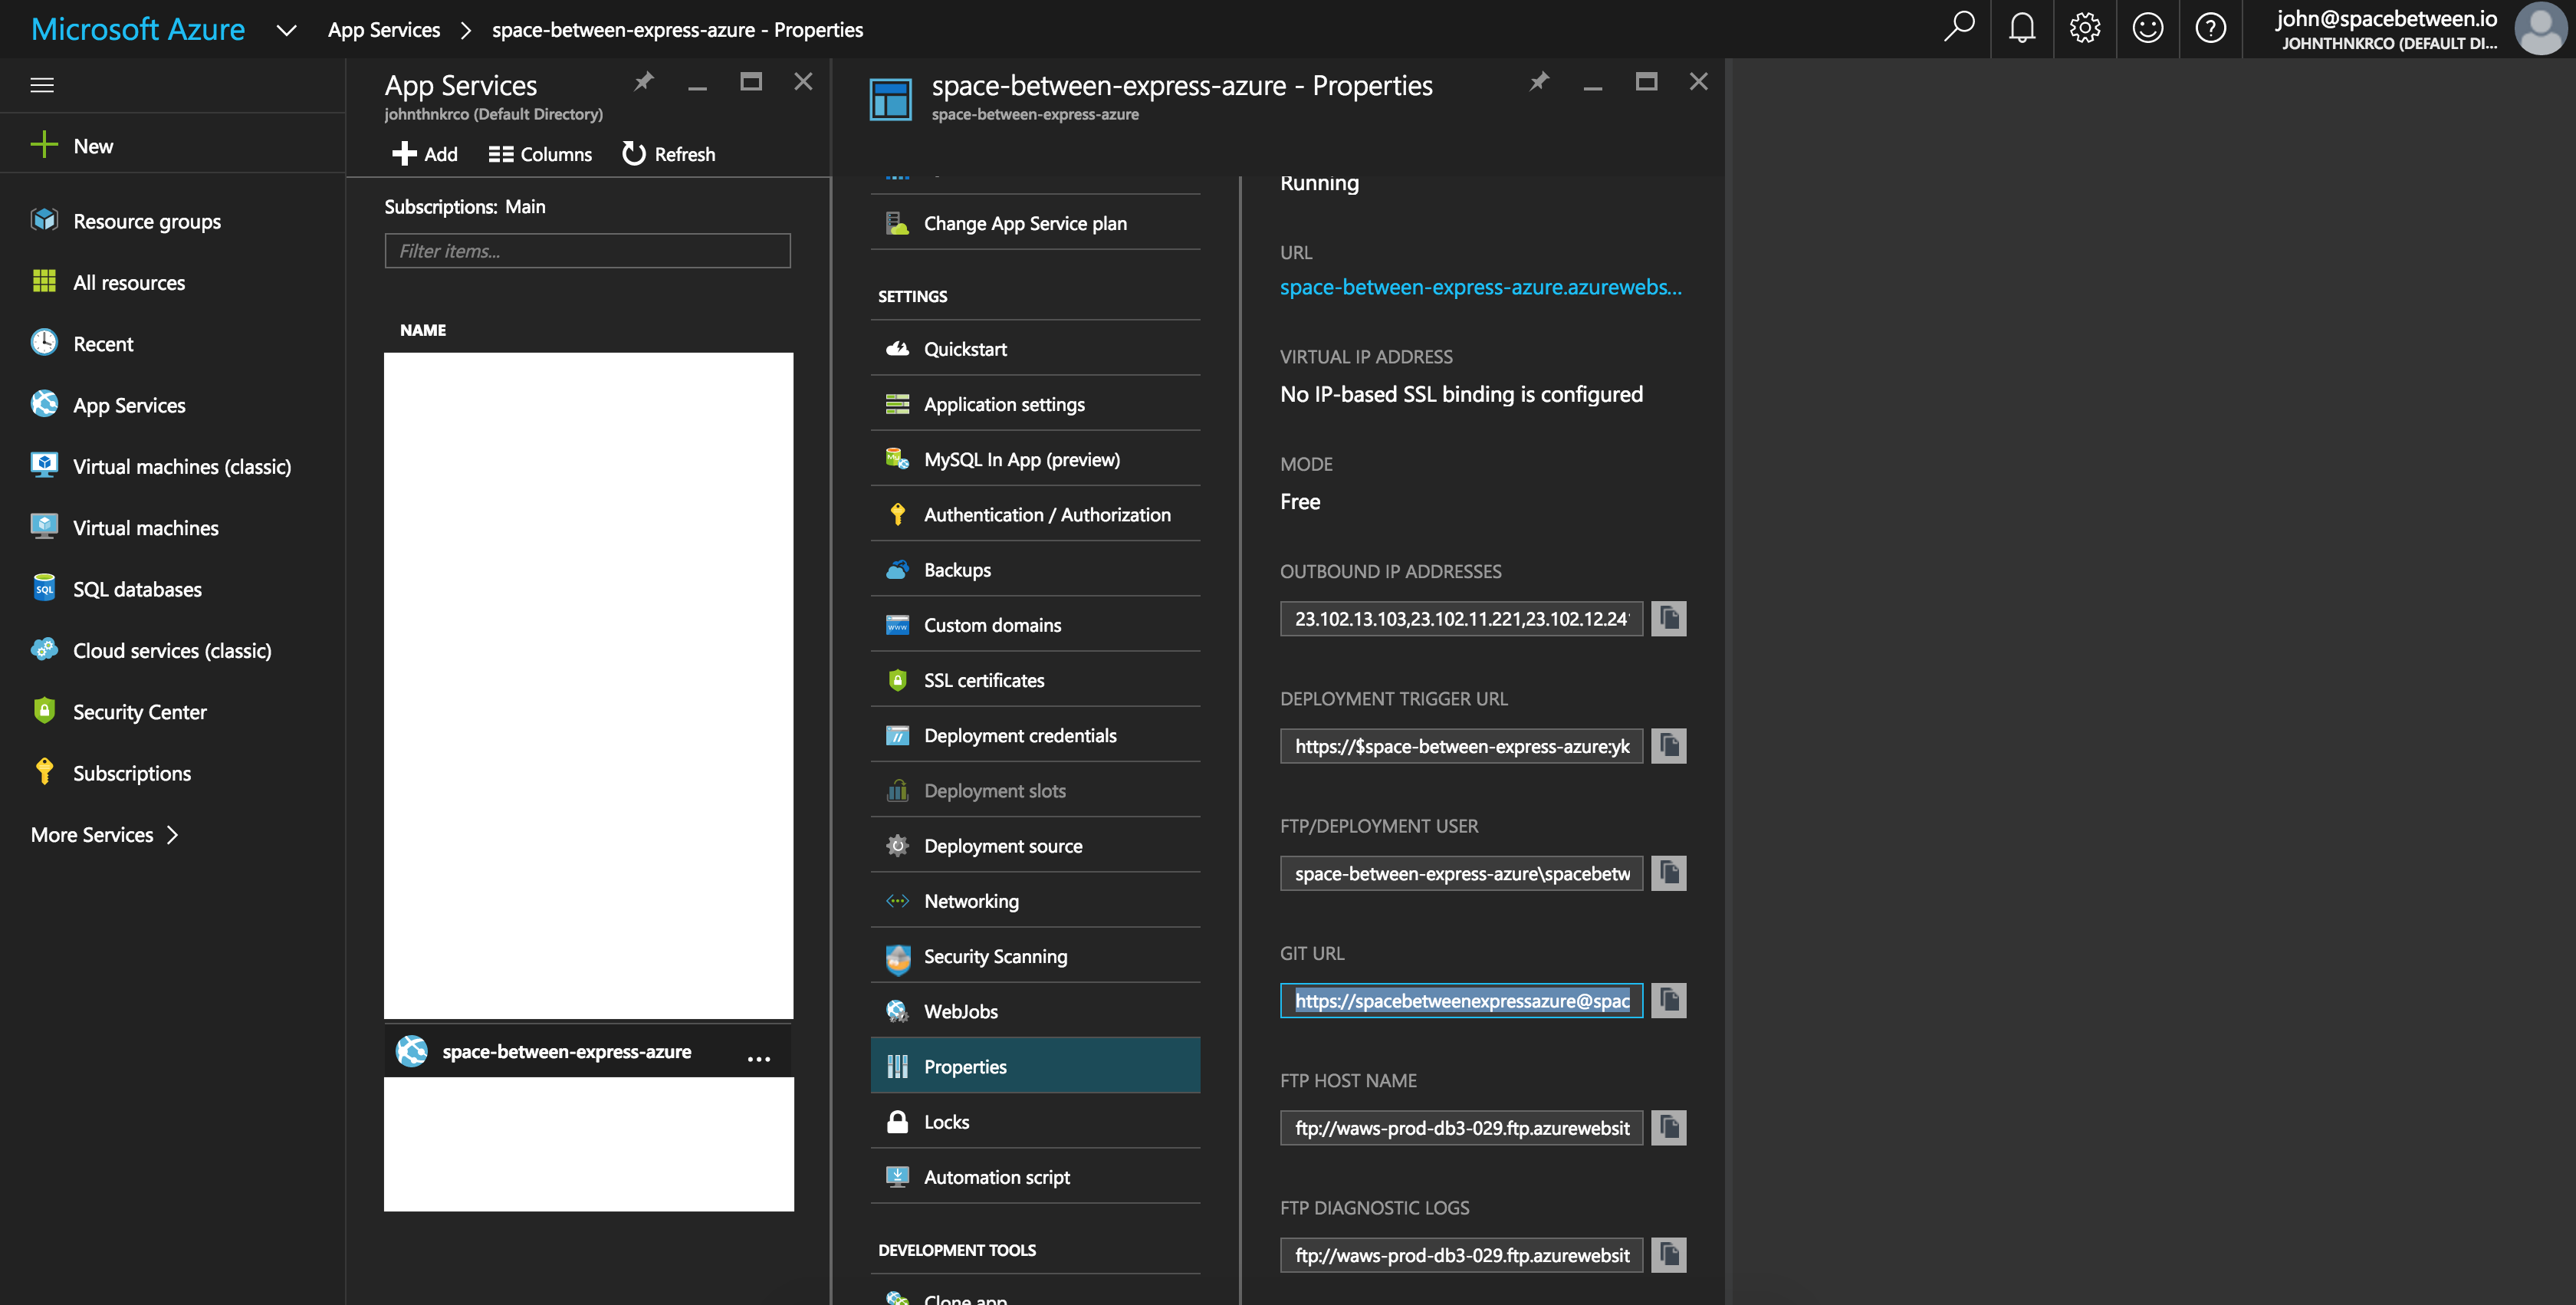 Microsoft Azure
App Services
space-between-express-azure - Properties
john@spacebetween.io
JOHNTHNKRCO (DEFAULT DI...
New
Resource groups
All resources
Recent
App Services
Virtual machines (classic)
Virtual machines
SQL databases
Cloud services (classic)
Security Center
Subscriptions
More Services
App Services
johnthnkrco (Default Directory)
Add
Columns
Refresh
Subscriptions: Main
Filter items...
NAME
space-between-express-azure
...
space-between-express-azure - Properties
space-between-express-azure
Change App Service plan
SETTINGS
Quickstart
Application settings
MySQL In App (preview)
Authentication / Authorization
Backups
Custom domains
SSL certificates
Deployment credentials
Deployment slots
Deployment source
Networking
Security Scanning
WebJobs
Properties
Locks
Automation script
DEVELOPMENT TOOLS
Clone app
Running
URL
space-between-express-azure.azurewebs...
VIRTUAL IP ADDRESS
No IP-based SSL binding is configured
MODE
Free
OUTBOUND IP ADDRESSES
23.102.13.103,23.102.11.221,23.102.12.24
DEPLOYMENT TRIGGER URL
https://$space-between-express-azure:yk
FTP/DEPLOYMENT USER
space-between-express-azure\spacebetw
GIT URL
https://spacebetweenexpressazure@spac
FTP HOST NAME
ftp://waws-prod-db3-029.ftp.azurewebsit
FTP DIAGNOSTIC LOGS
ftp://waws-prod-db3-029.ftp.azurewebsit